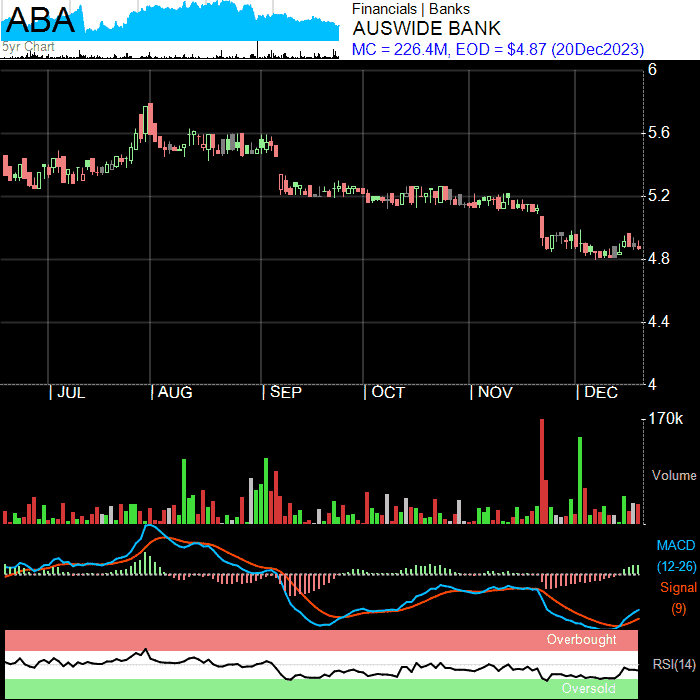 ABA
5yr Chart
Financials | Banks
AUSWIDE BANK
MC = 226.4M, EOD = $4.87 (20Dec2023)
6
5.6
5.2
4.8
4.4
4
| JUL | AUG | SEP | OCT | NOV | DEC
170k
Volume
MACD
(12-26)
Signal
(9)
Overbought
RSI(14)
Oversold